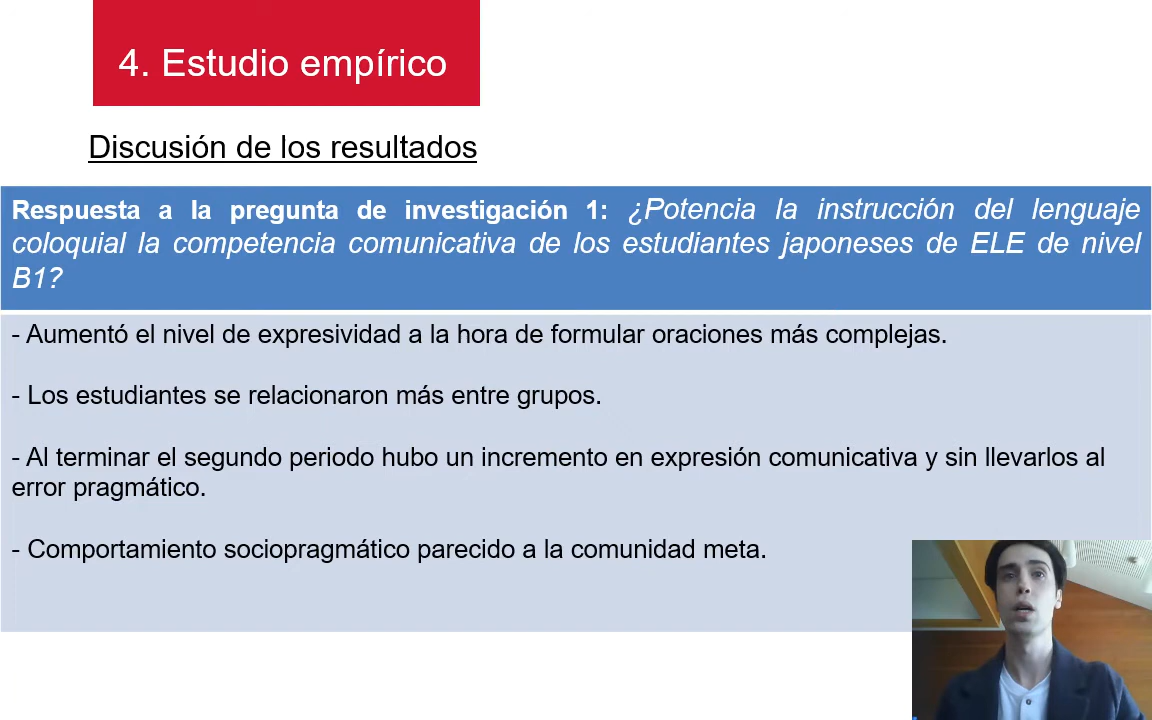 4. Estudio empírico
Discusión de los resultados
Respuesta a la pregunta de investigación 1: ¿Potencia la instrucción del lenguaje
coloquial la competencia comunicativa de los estudiantes japoneses de ELE de nivel
B1?
- Aumentó el nivel de expresividad a la hora de formular oraciones más complejas.
- Los estudiantes se relacionaron más entre grupos.
- Al terminar el segundo periodo hubo un incremento en expresión comunicativa y sin llevarlos al
error pragmático.
- Comportamiento sociopragmático parecido a la comunidad meta.